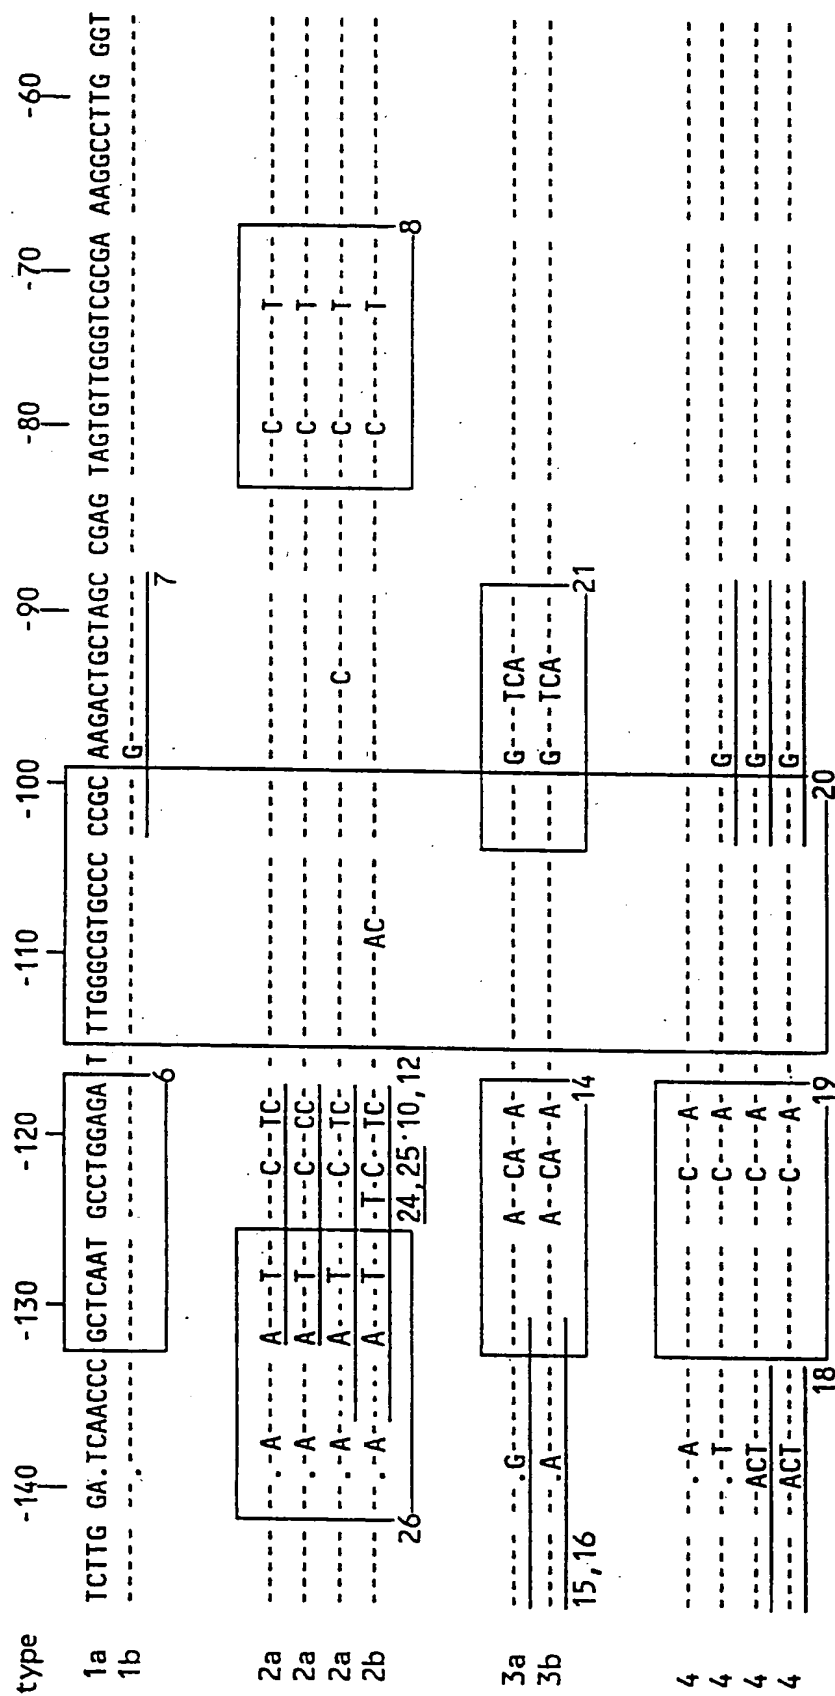 type -140 -130 -120 -110 -100 -90 -80 -70 -60
1a TCTTG GA.TCAACCC GCTCAAT GCCTGGAGA T TTGGGCGTGCCC CCGC AAGACTGCTAGC CGAG TAGTGTTGGGTCGCGA AAGGCCTTG GGT
1b ----- --.------- ------- --------- - ------------ ---- G----------- ---- ---------------- --------- ---
6
7
2a ----- --.-A----- A---T-- ---C--TC- - ------------ ---- ------------ ---- -----C-------T-- --------- ---
2a ----- --.-A----- A---T-- ---C--CC- - ------------ ---- ------------ ---- -----C-------T-- --------- ---
2a ----- --.-A..--- A---T-- ---C--TC- - ------------ ---- -----C------ ---- -----C-------T-- --------- ---
2b ----- --.-A----- A---T-- -T-C--TC- - -----AC----- ---- ------------ ---- -----C-------T-- --------- ---
26
24, 25·10, 12
8
3a ----- --.G------ ------- A--CA--A- - ------------ ---- G---TCA----- ---- ---------------- --------- ---
3b ----- --.A------ ------- A--CA--A- - ------------ ---- G---TCA----- ---- ---------------- --------- ---
15, 16
14
21
4 ----- --.-A----- ------- ---C---A- - ------------ ---- ------------ ---- ---------------- --------- ---
4 ----- --.-T----- ------- ---C---A- - ------------ ---- G----------- ---- ---------------- --------- ---
4 ----- --ACT----- ------- ---C---A- - ------------ ---- G----------- ---- ---------------- --------- ---
4 ----- --ACT----- ------- ---C---A- - ------------ ---- G----------- ---- ---------------- --------- ---
18
19
20